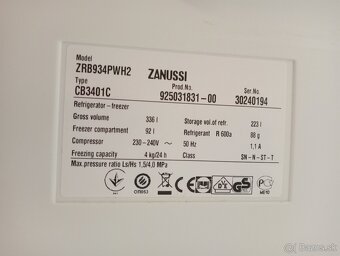 Model
ZRB934PWH2 ZANUSSI
Type Prod.No. Ser.No.
CB3401C 925031831-00 30240194
Refrigerator - freezer
Gross volume 336 l Storage vol.of refr. 223 l
Freezer compartment 92 l Refrigerant R 600a 88 g
Compressor 230-240V ~ 50 Hz 1,1 A
Freezing capacity 4 kg/24 h Class SN - N - ST - T
Max pressure ratio Ls/Hs 1,5/4,0 MPa
bazos.sk